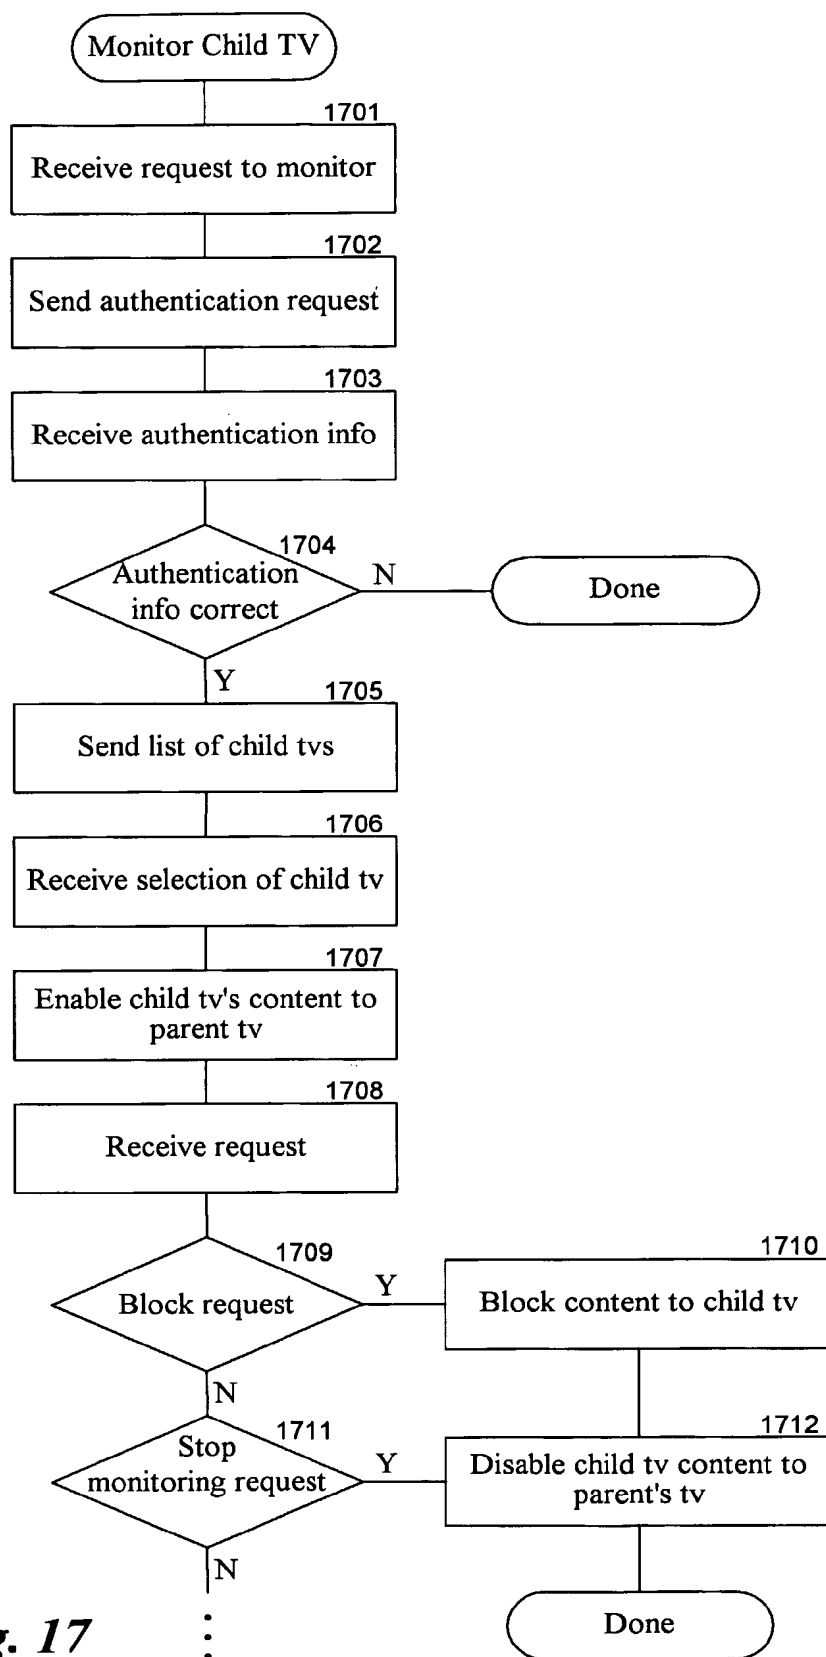 Monitor Child TV
1701
Receive request to monitor
1702
Send authentication request
1703
Receive authentication info
1704
Authentication
info correct
N
Done
Y
1705
Send list of child tvs
1706
Receive selection of child tv
1707
Enable child tv's content to
parent tv
1708
Receive request
1709
Block request
Y
1710
Block content to child tv
N
1711
Stop
monitoring request
Y
1712
Disable child tv content to
parent's tv
N
Done
g. 17